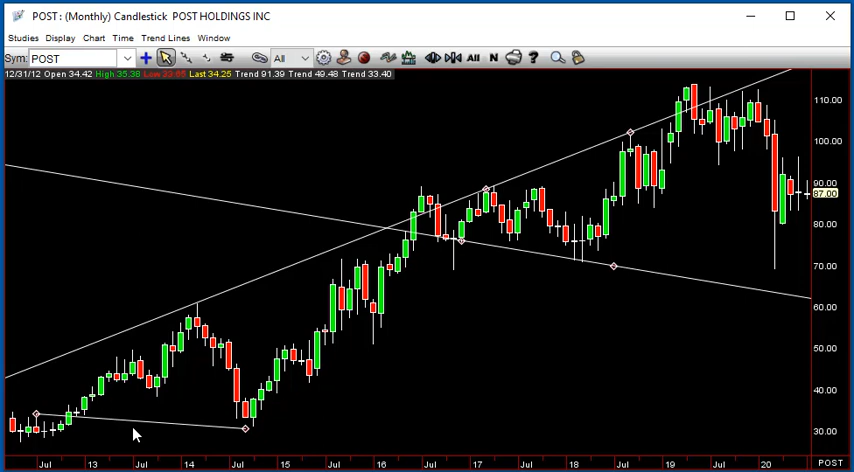 POST : (Monthly) Candlestick  POST HOLDINGS INC
Studies Display Chart Time Trend Lines Window
Sym: POST All All N ?
12/31/12 Open 34.42 High 35.38 Low 33.65 Last 34.25 Trend 91.39 Trend 49.48 Trend 33.40
110.00
100.00
90.00
87.00
80.00
70.00
60.00
50.00
40.00
30.00
Jul 13 Jul 14 Jul 15 Jul 16 Jul 17 Jul 18 Jul 19 Jul 20 POST